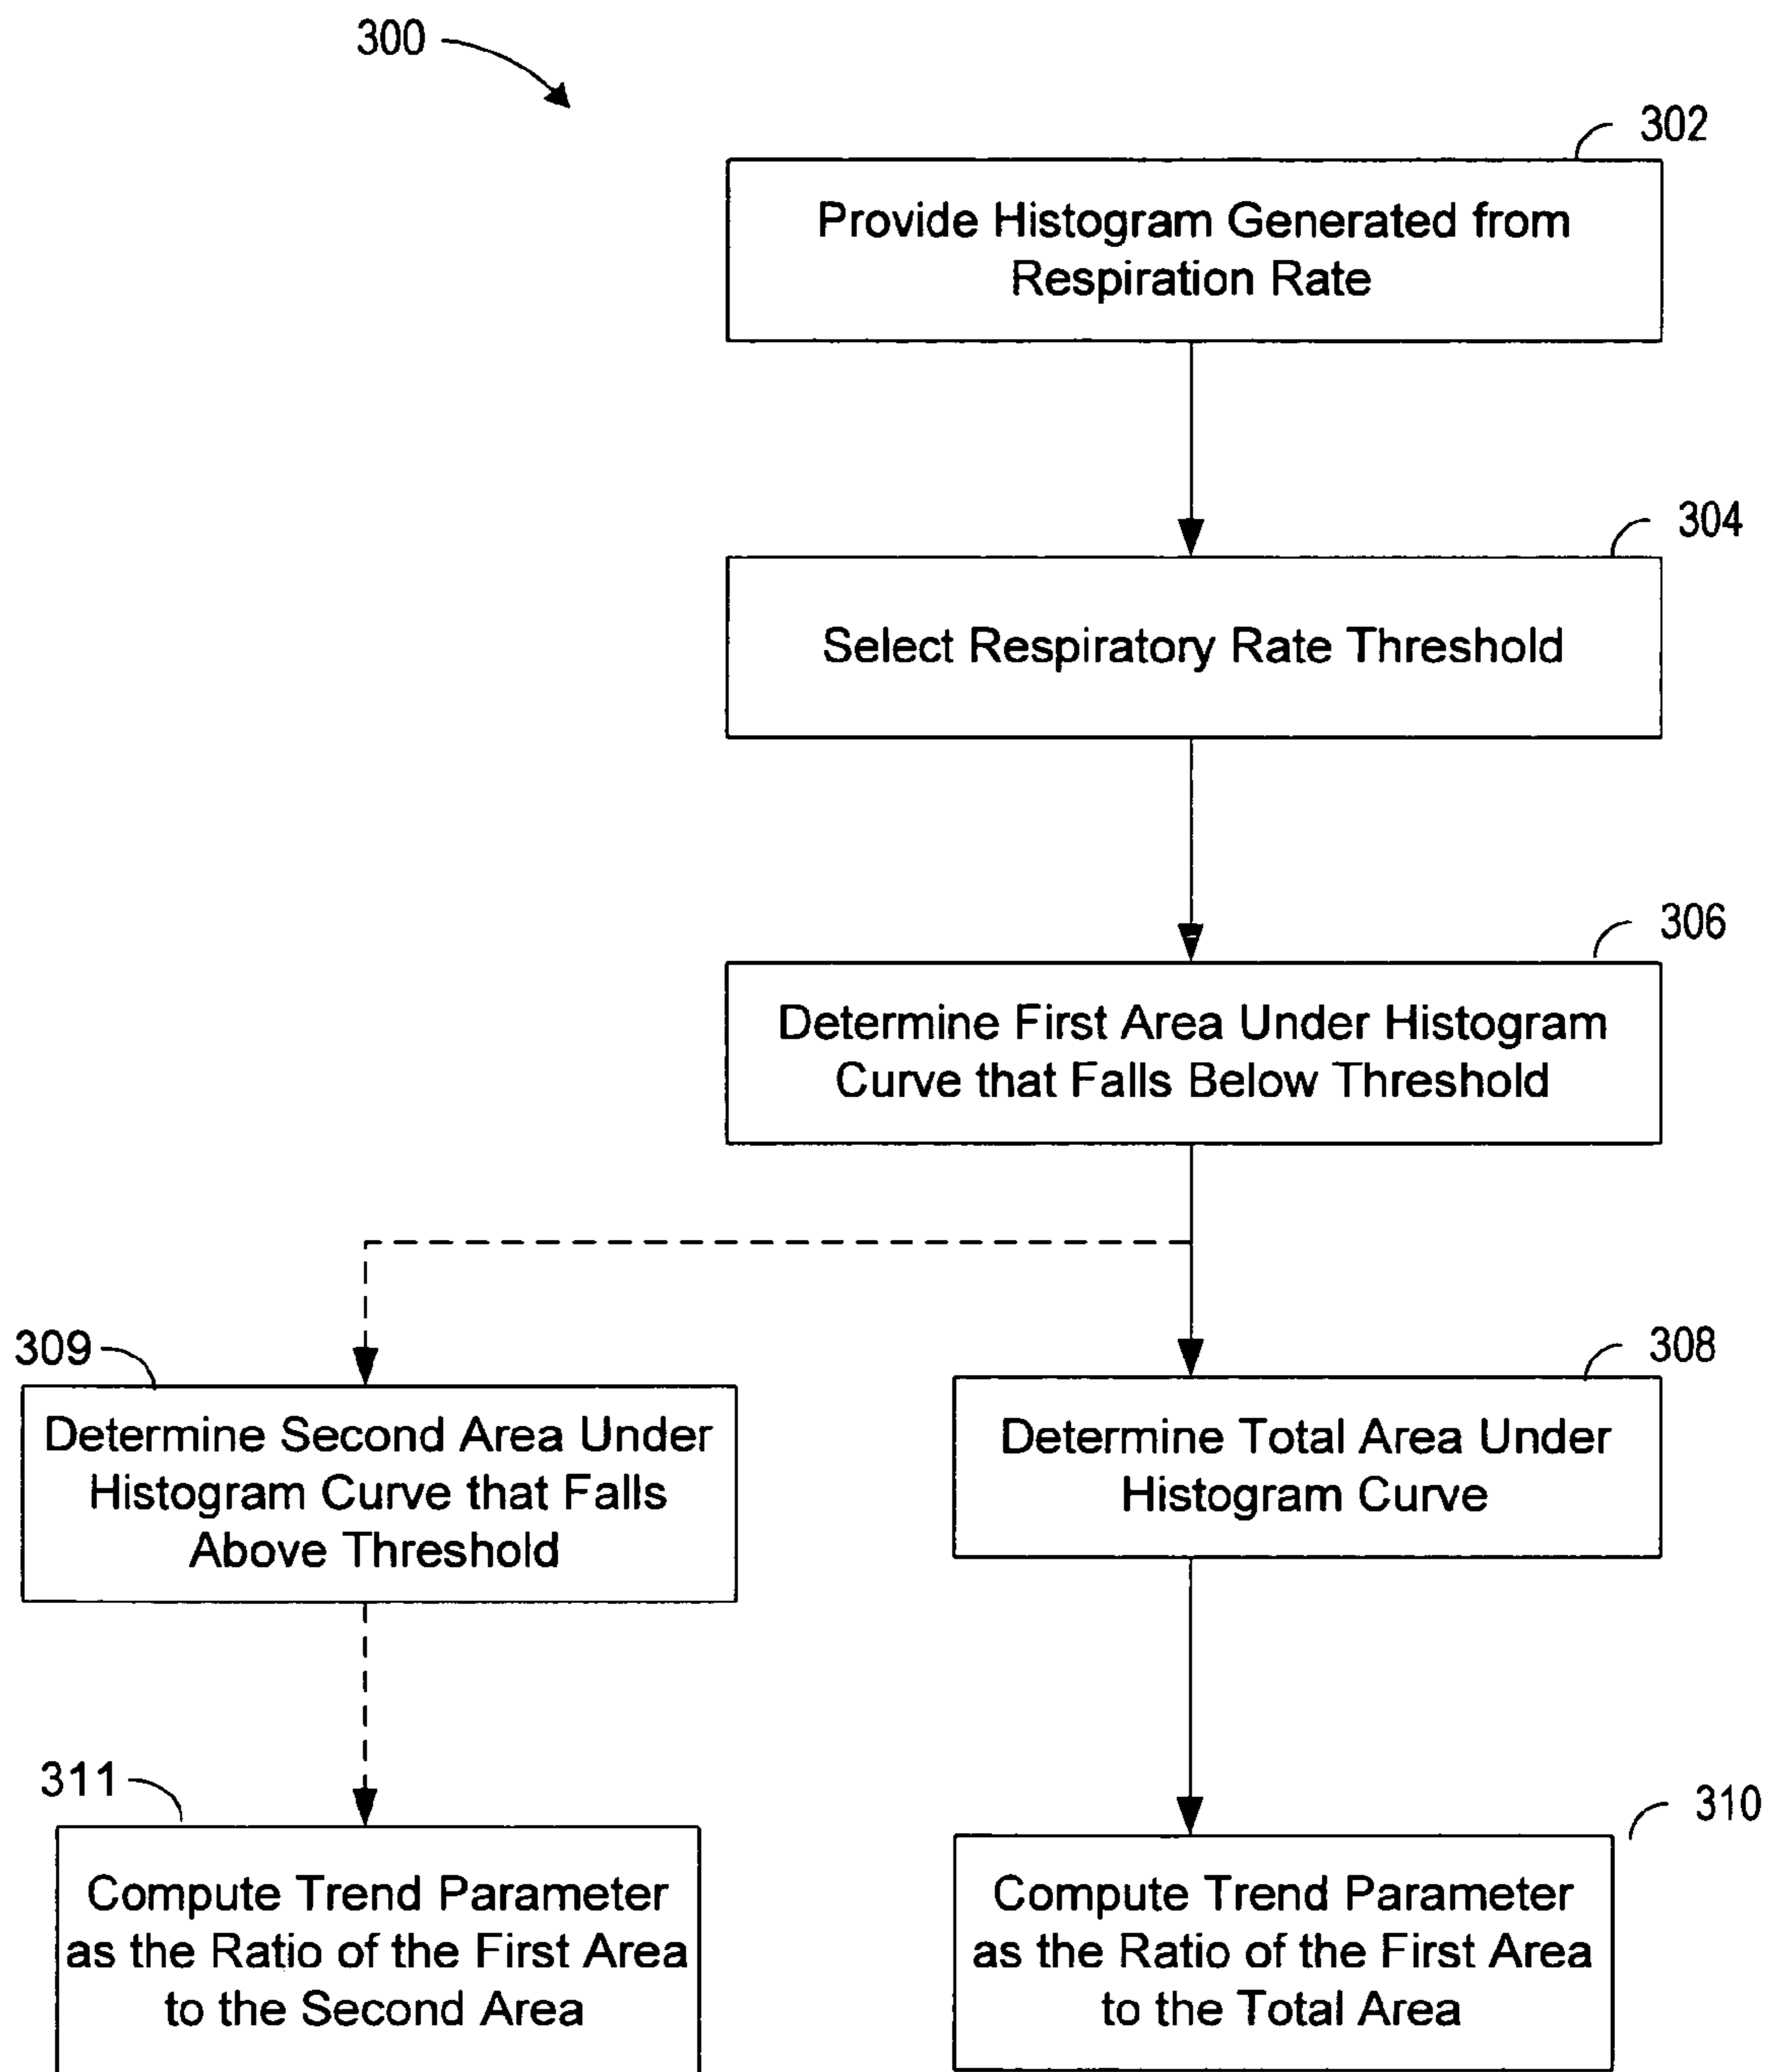 300
302
Provide Histogram Generated from
Respiration Rate
304
Select Respiratory Rate Threshold
306
Determine First Area Under Histogram
Curve that Falls Below Threshold
309
Determine Second Area Under
Histogram Curve that Falls
Above Threshold
308
Determine Total Area Under
Histogram Curve
311
Compute Trend Parameter
as the Ratio of the First Area
to the Second Area
310
Compute Trend Parameter
as the Ratio of the First Area
to the Total Area